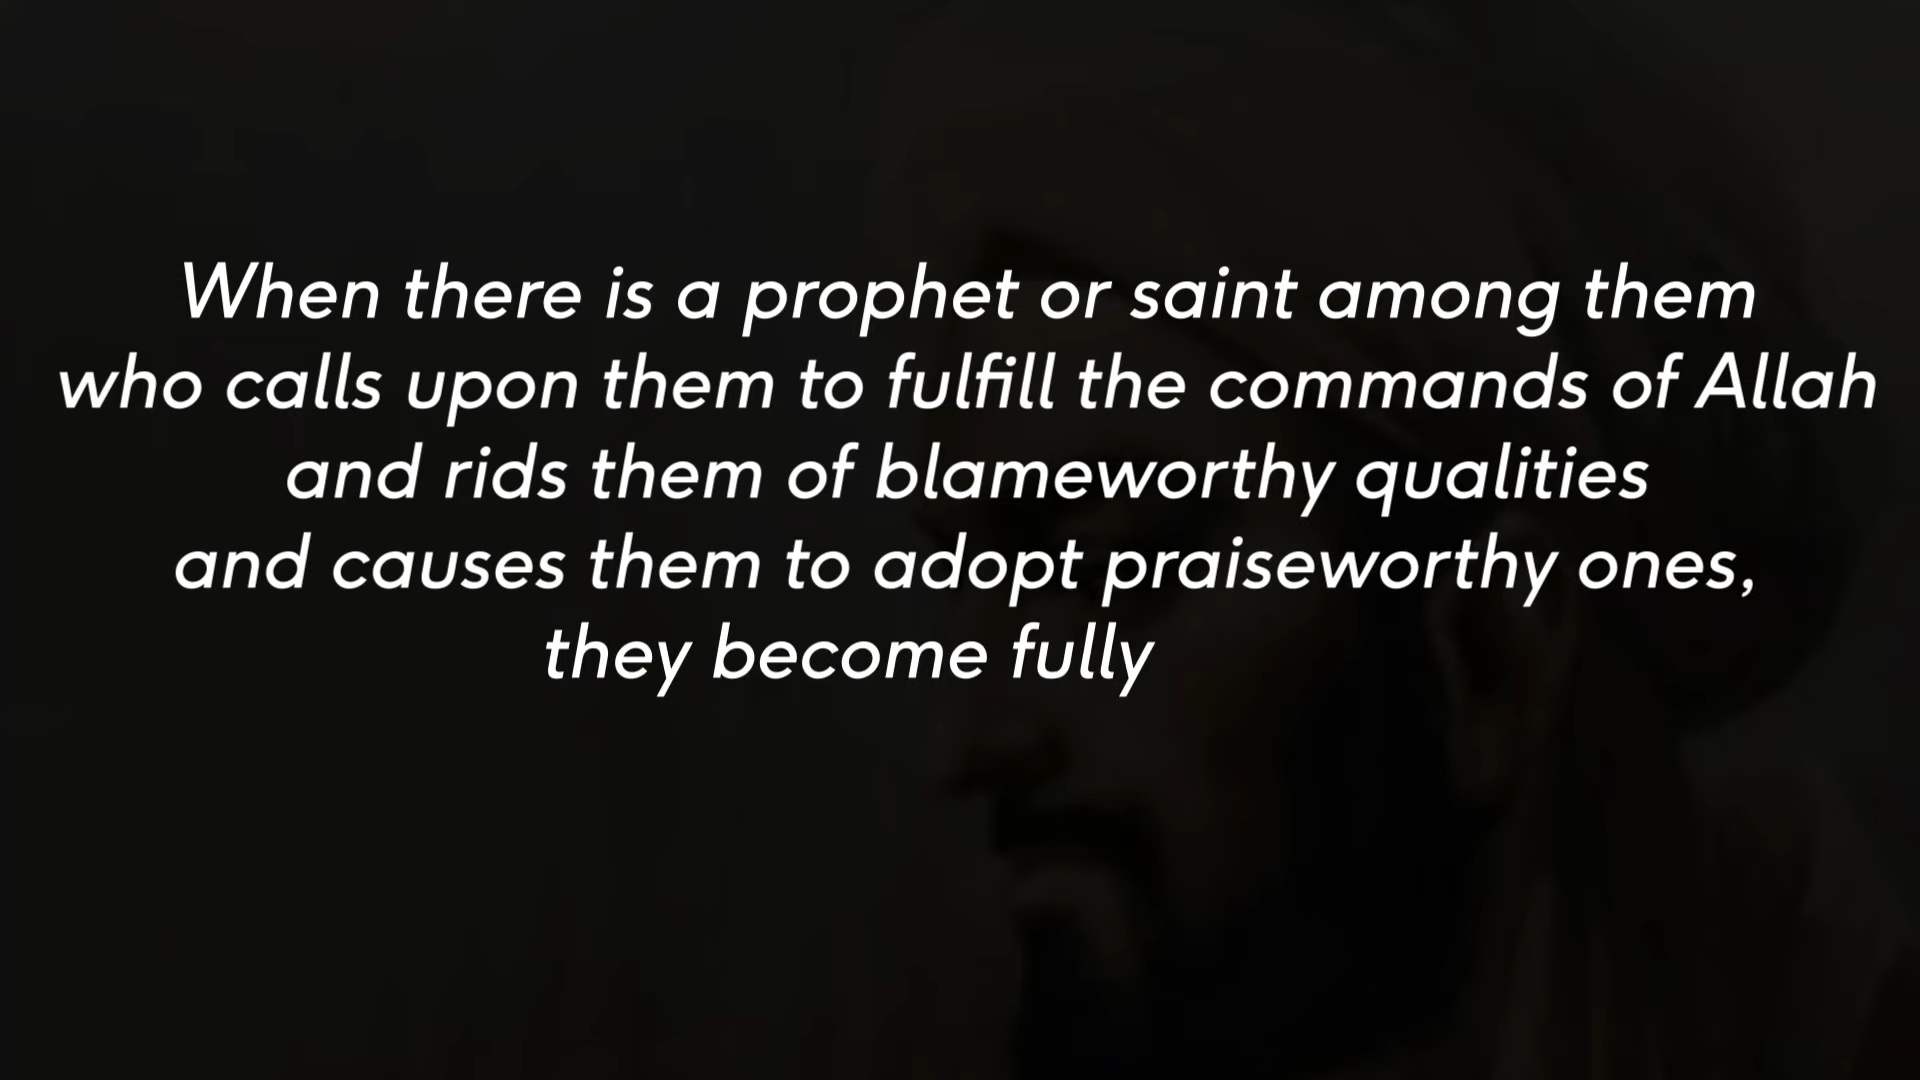 When there is a prophet or saint among them
who calls upon them to fulfill the commands of Allah
and rids them of blameworthy qualities
and causes them to adopt praiseworthy ones,
they become fully